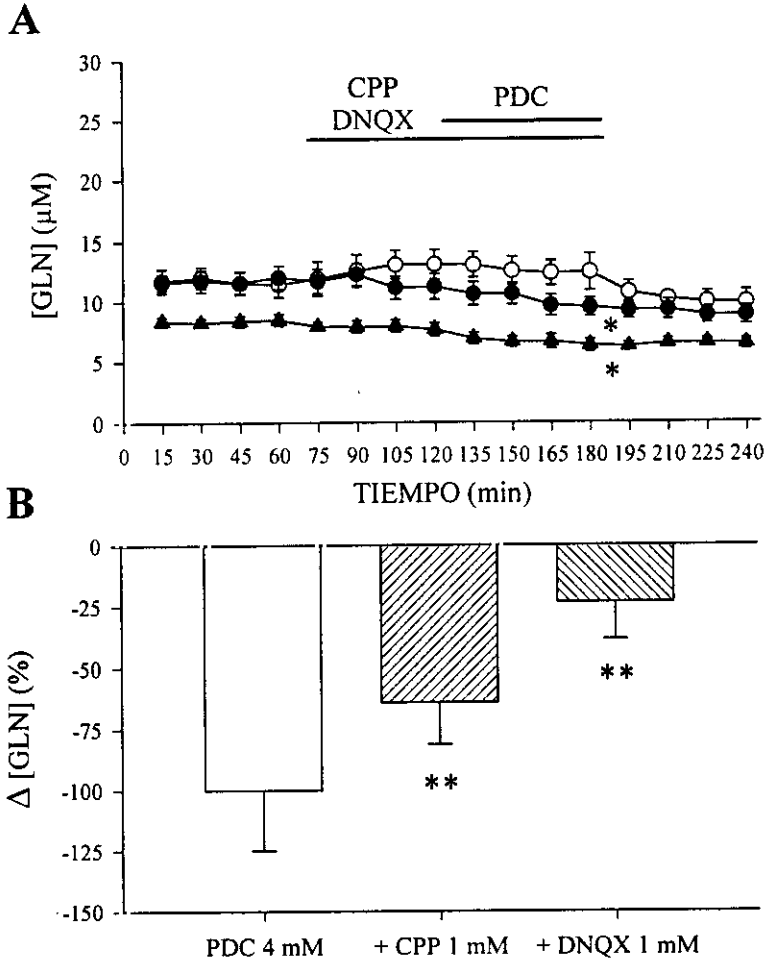 A
30
25
20
15
10
5
0
[GLN] (µM)
CPP
DNQX
PDC
*
*
0 15 30 45 60 75 90 105 120 135 150 165 180 195 210 225 240
TIEMPO (min)
B
0
-25
-50
-75
-100
-125
-150
Δ [GLN] (%)
**
**
PDC 4 mM + CPP 1 mM + DNQX 1 mM